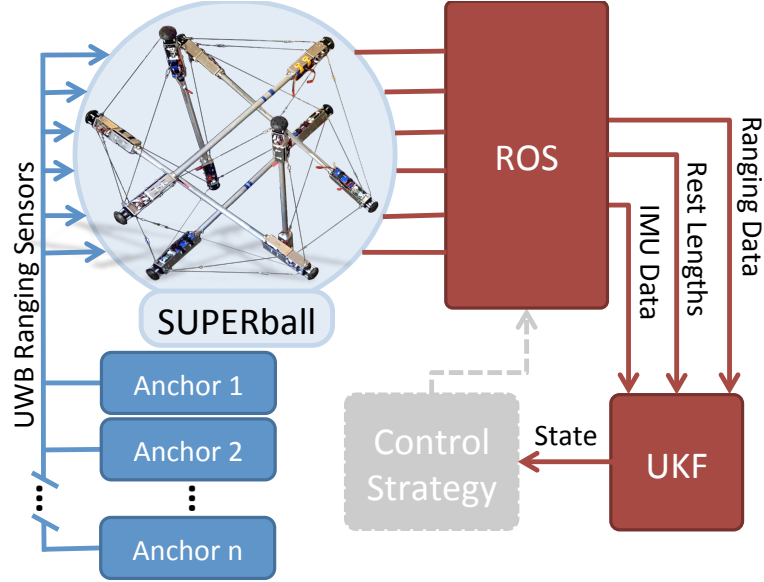 UWB Ranging Sensors
SUPERball
ROS
Ranging Data
Rest Lengths
IMU Data
Anchor 1
Anchor 2
...
...
Anchor n
Control
Strategy
State
UKF